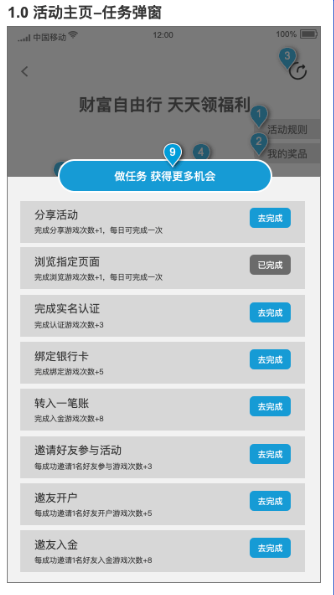 1.0 活动主页–任务弹窗
中国移动 12:00 100%
3
财富自由行 天天领福利
1
活动规则
2
我的奖品
9
4
做任务 获得更多机会
分享活动
完成分享游戏次数+1，每日可完成一次
去完成
浏览指定页面
完成浏览游戏次数+1，每日可完成一次
已完成
完成实名认证
完成认证游戏次数+3
去完成
绑定银行卡
完成绑定游戏次数+5
去完成
转入一笔账
完成入金游戏次数+8
去完成
邀请好友参与活动
每成功邀请1名好友参与游戏次数+3
去完成
邀友开户
每成功邀请1名好友开户游戏次数+5
去完成
邀友入金
每成功邀请1名好友入金游戏次数+8
去完成